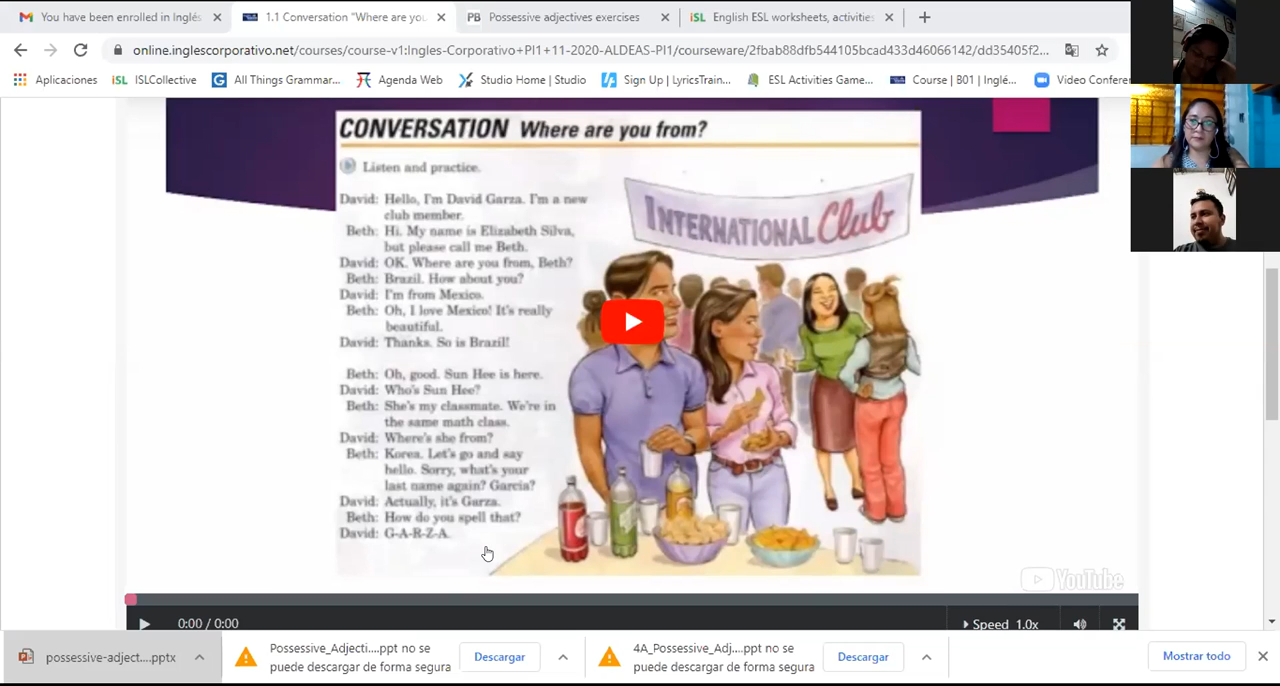 You have been enrolled in Inglés
1.1 Conversation "Where are you
PB Possessive adjectives exercises
iSL English ESL worksheets, activities
online.inglescorporativo.net/courses/course-v1:Ingles-Corporativo+PI1+11-2020-ALDEAS-PI1/courseware/2fbab88dfb544105bcad433d46066142/dd35405f2...
Aplicaciones
iSL ISLCollective
G All Things Grammar...
Agenda Web
Studio Home | Studio
Sign Up | LyricsTrain...
ESL Activities Game...
Course | B01 | Inglé...
Video Conferen
CONVERSATION Where are you from?
Listen and practice.
David: Hello, I'm David Garza. I'm a new
club member.
Beth: Hi. My name is Elizabeth Silva,
but please call me Beth.
David: OK. Where are you from, Beth?
Beth: Brazil. How about you?
David: I'm from Mexico.
Beth: Oh, I love Mexico! It's really
beautiful.
David: Thanks. So is Brazil!
Beth: Oh, good. Sun Hee is here.
David: Who's Sun Hee?
Beth: She's my classmate. We're in
the same math class.
David: Where's she from?
Beth: Korea. Let's go and say
hello. Sorry, what's your
last name again? Garcia?
David: Actually, it's Garza.
Beth: How do you spell that?
David: G-A-R-Z-A.
INTERNATIONAL Club
YouTube
0:00 / 0:00
Speed 1.0x
possessive-adject....pptx
Possessive_Adjecti....ppt no se
puede descargar de forma segura
Descargar
4A_Possessive_Adj....ppt no se
puede descargar de forma segura
Descargar
Mostrar todo